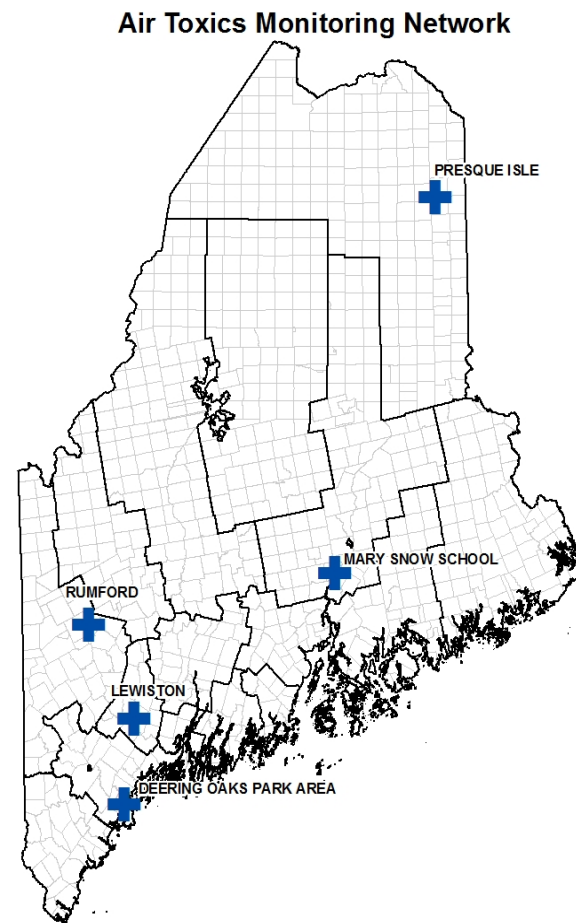 Air Toxics Monitoring Network
PRESQUE ISLE
MARY SNOW SCHOOL
RUMFORD
LEWISTON
DEERING OAKS PARK AREA